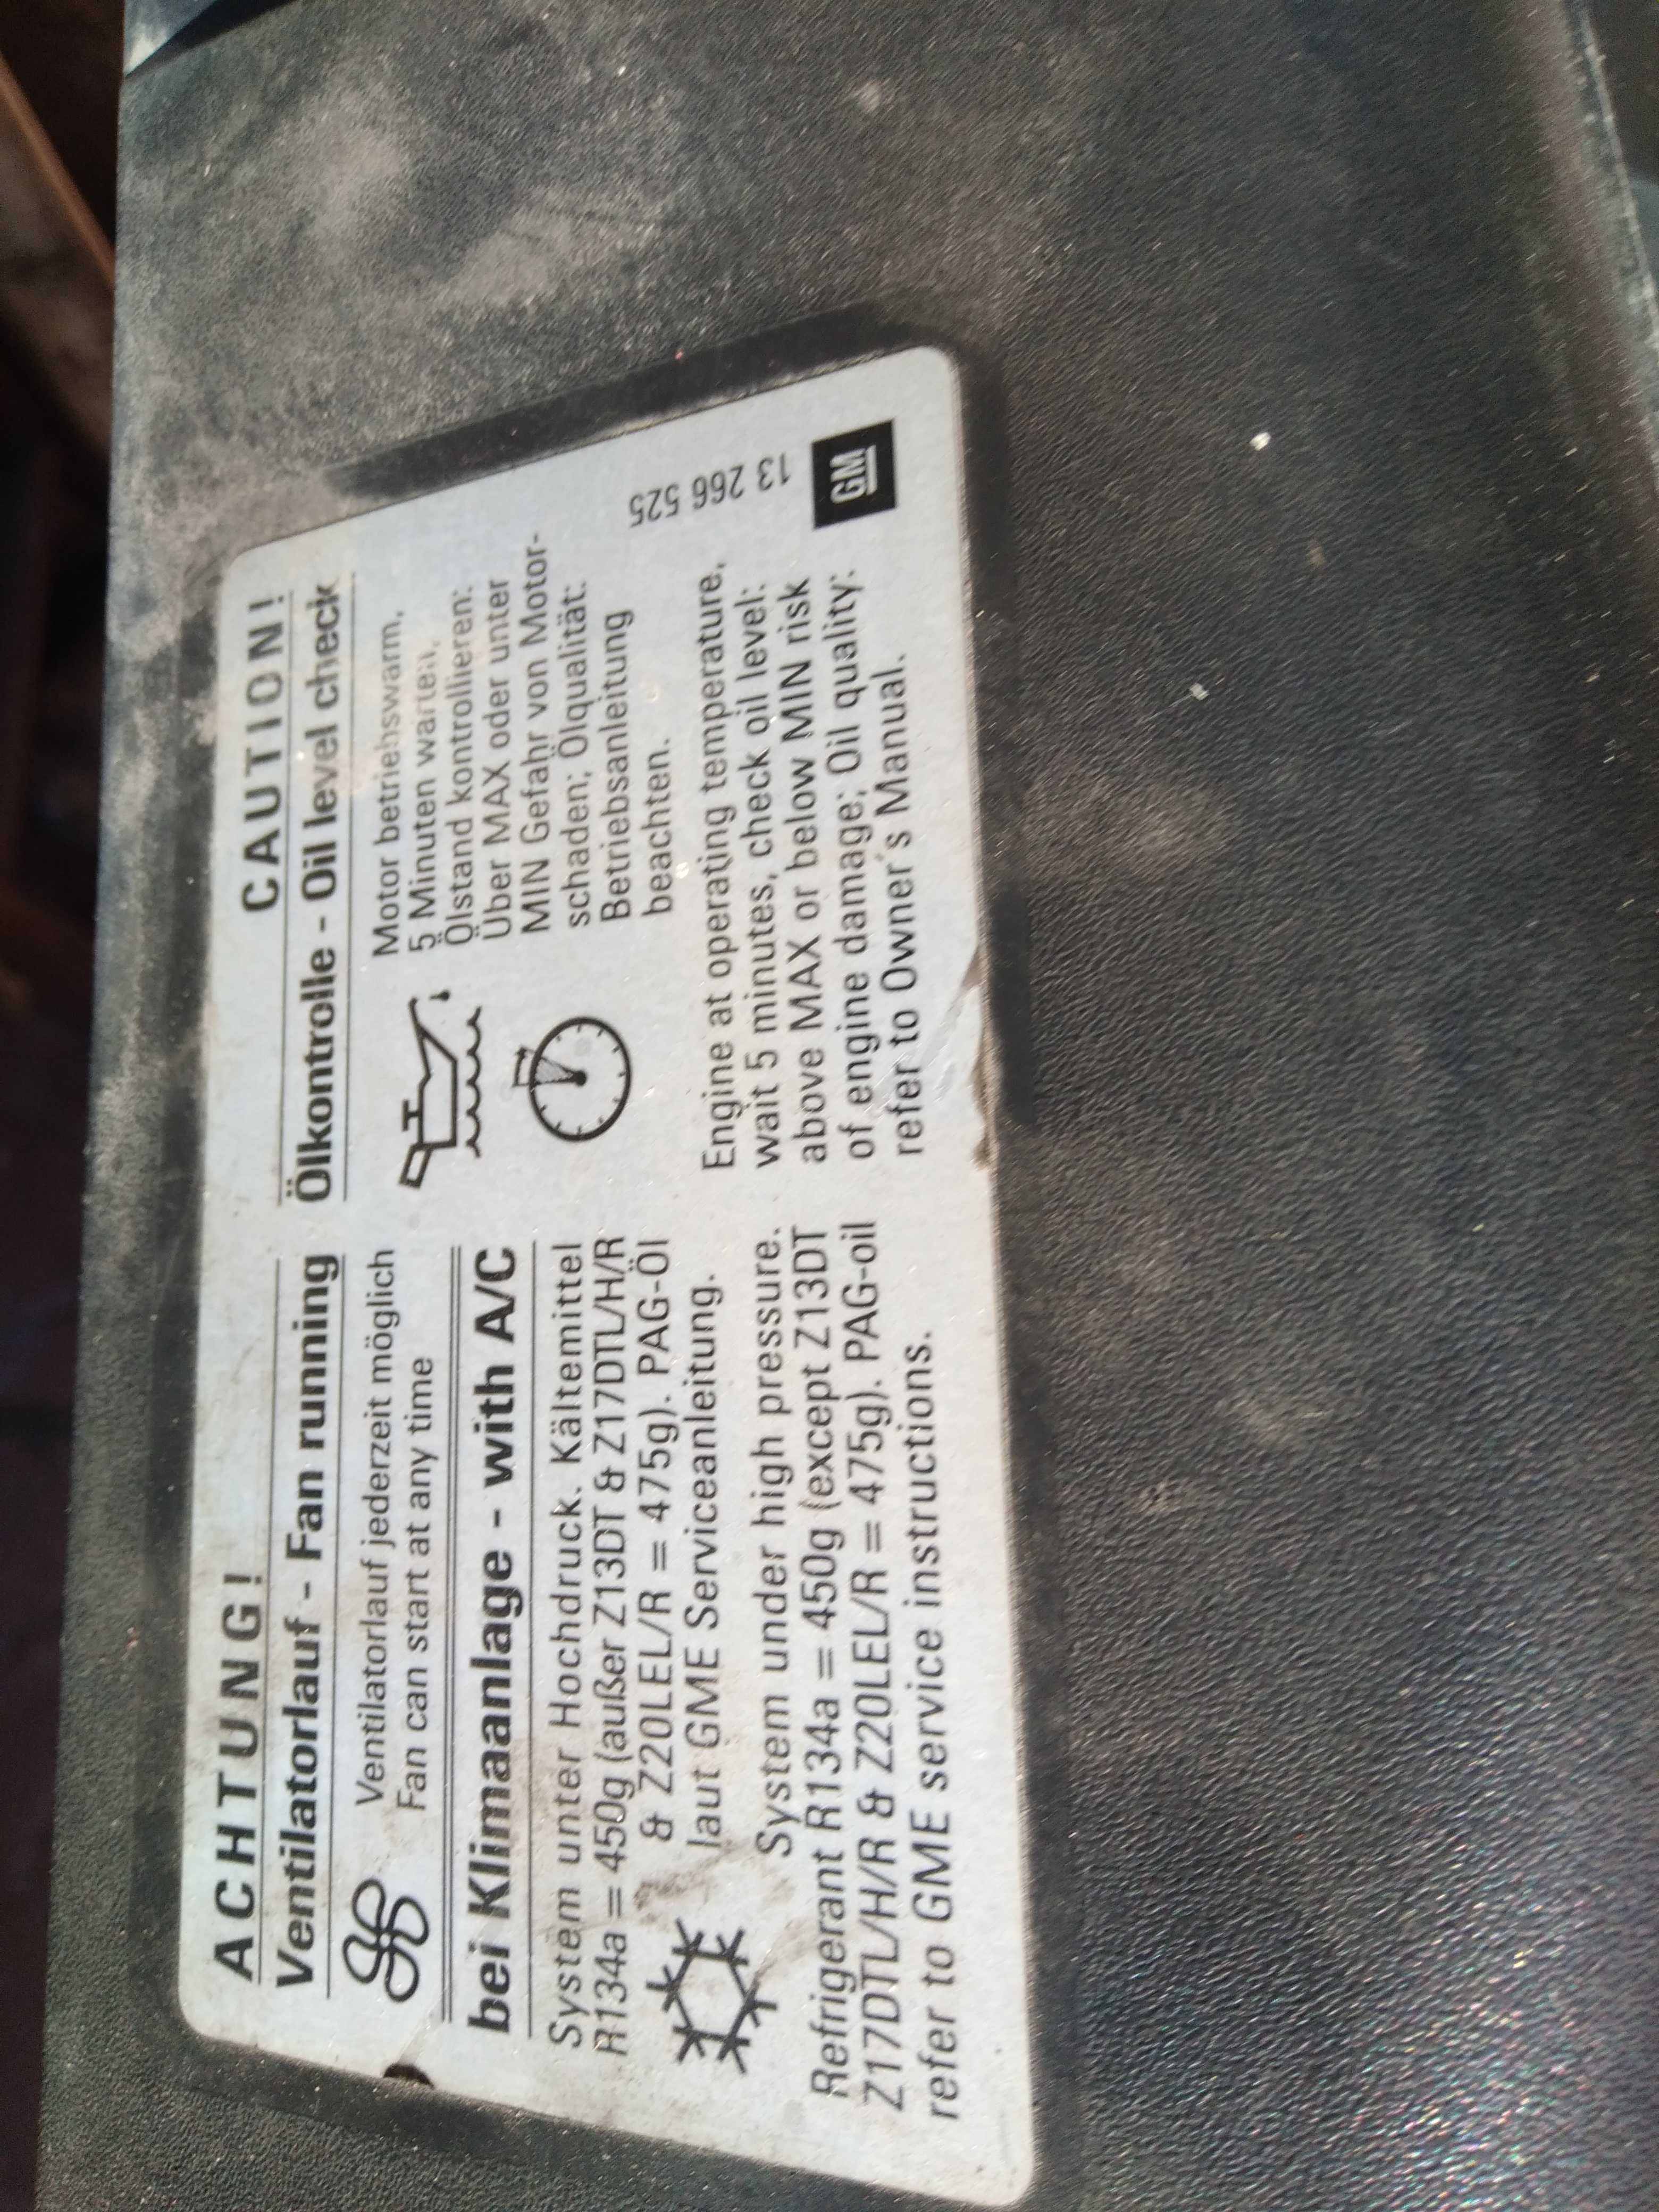 ACHTUNG!
Ventilatorlauf - Fan running
Ventilatorlauf jederzeit möglich
Fan can start at any time
bei Klimaanlage - with A/C
System unter Hochdruck. Kältemittel
R134a = 450g (außer Z13DT & Z17DTL/H/R
& Z20LEL/R = 475g). PAG-Öl
laut GME Serviceanleitung.
System under high pressure.
Refrigerant R134a = 450g (except Z13DT
Z17DTL/H/R & Z20LEL/R = 475g). PAG-oil
refer to GME service instructions.
CAUTION!
Ölkontrolle - Oil level check
Motor betriebswarm,
5 Minuten warten,
Ölstand kontrollieren:
Über MAX oder unter
MIN Gefahr von Motor-
schaden; Ölqualität:
Betriebsanleitung
beachten.
Engine at operating temperature,
wait 5 minutes, check oil level:
above MAX or below MIN risk
of engine damage; Oil quality:
refer to Owner´s Manual.
13 266 525
GM